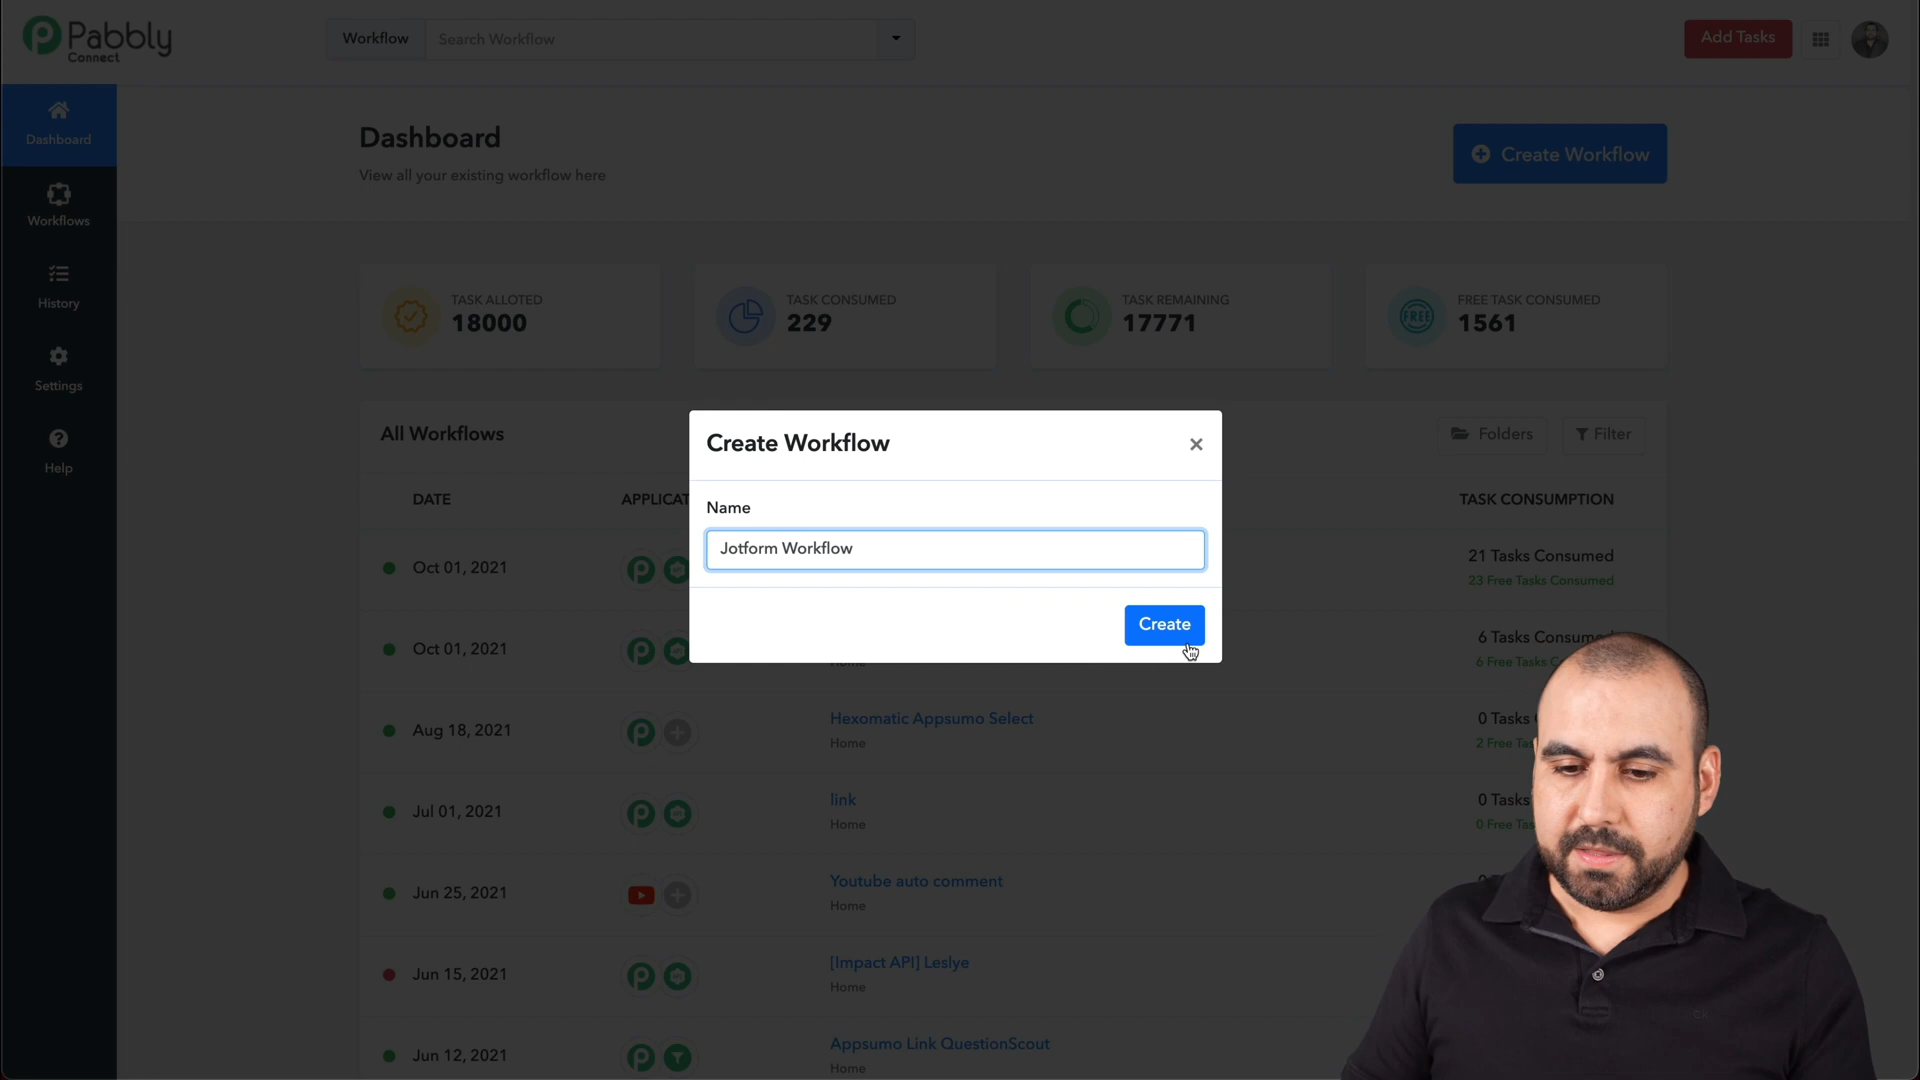 Pabbly
Connect
Workflow
Search Workflow
Add Tasks
Dashboard
Workflows
History
Settings
Help
Dashboard
View all your existing workflow here
Create Workflow
TASK ALLOTED
18000
TASK CONSUMED
229
TASK REMAINING
17771
FREE
FREE TASK CONSUMED
1561
All Workflows
Folders
Filter
DATE
APPLICAT
TASK CONSUMPTION
Create Workflow
×
Name
Jotform Workflow
Create
Oct 01, 2021
21 Tasks Consumed
23 Free Tasks Consumed
Oct 01, 2021
Home
6 Tasks Consumed
6 Free Tasks
Aug 18, 2021
Hexomatic Appsumo Select
Home
0 Tasks
2 Free Tas
Jul 01, 2021
link
Home
0 Tasks
0 Free Tas
Jun 25, 2021
Youtube auto comment
Home
Jun 15, 2021
[Impact API] Leslye
Home
Jun 12, 2021
Appsumo Link QuestionScout
Home